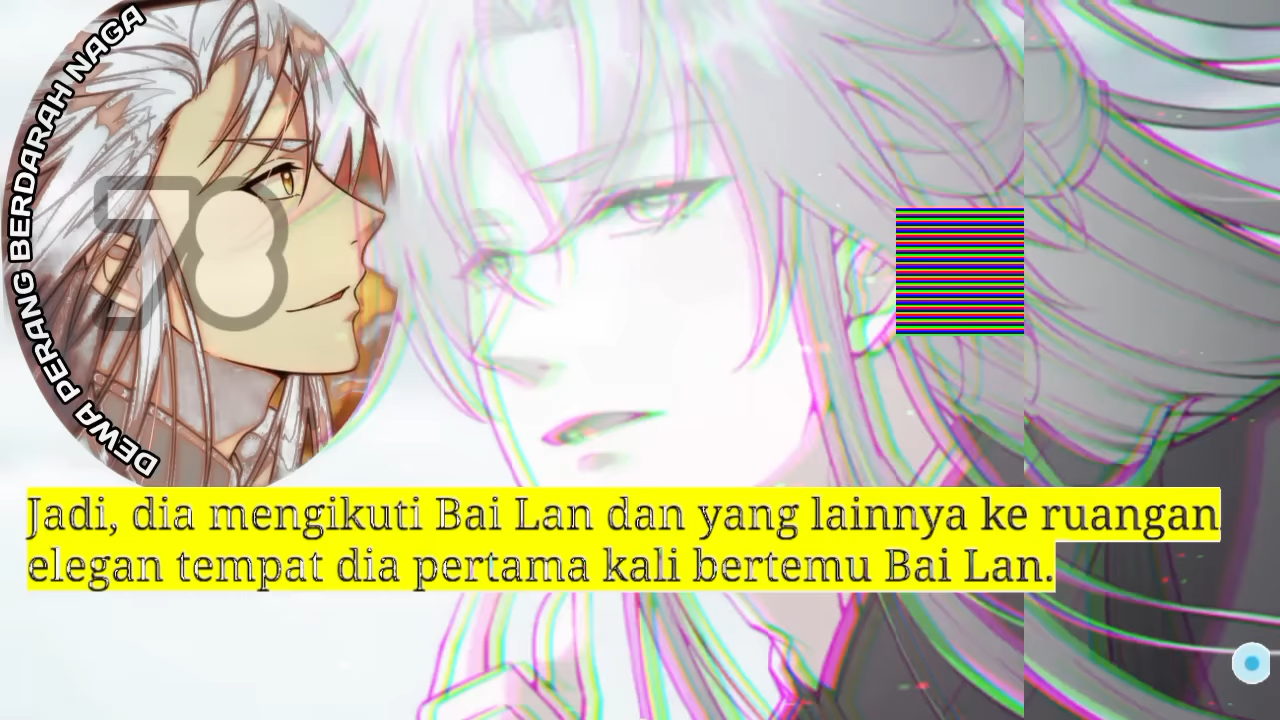 DEWA PERANG BERDARAH NAGA
78
Jadi, dia mengikuti Bai Lan dan yang lainnya ke ruangan
elegan tempat dia pertama kali bertemu Bai Lan.